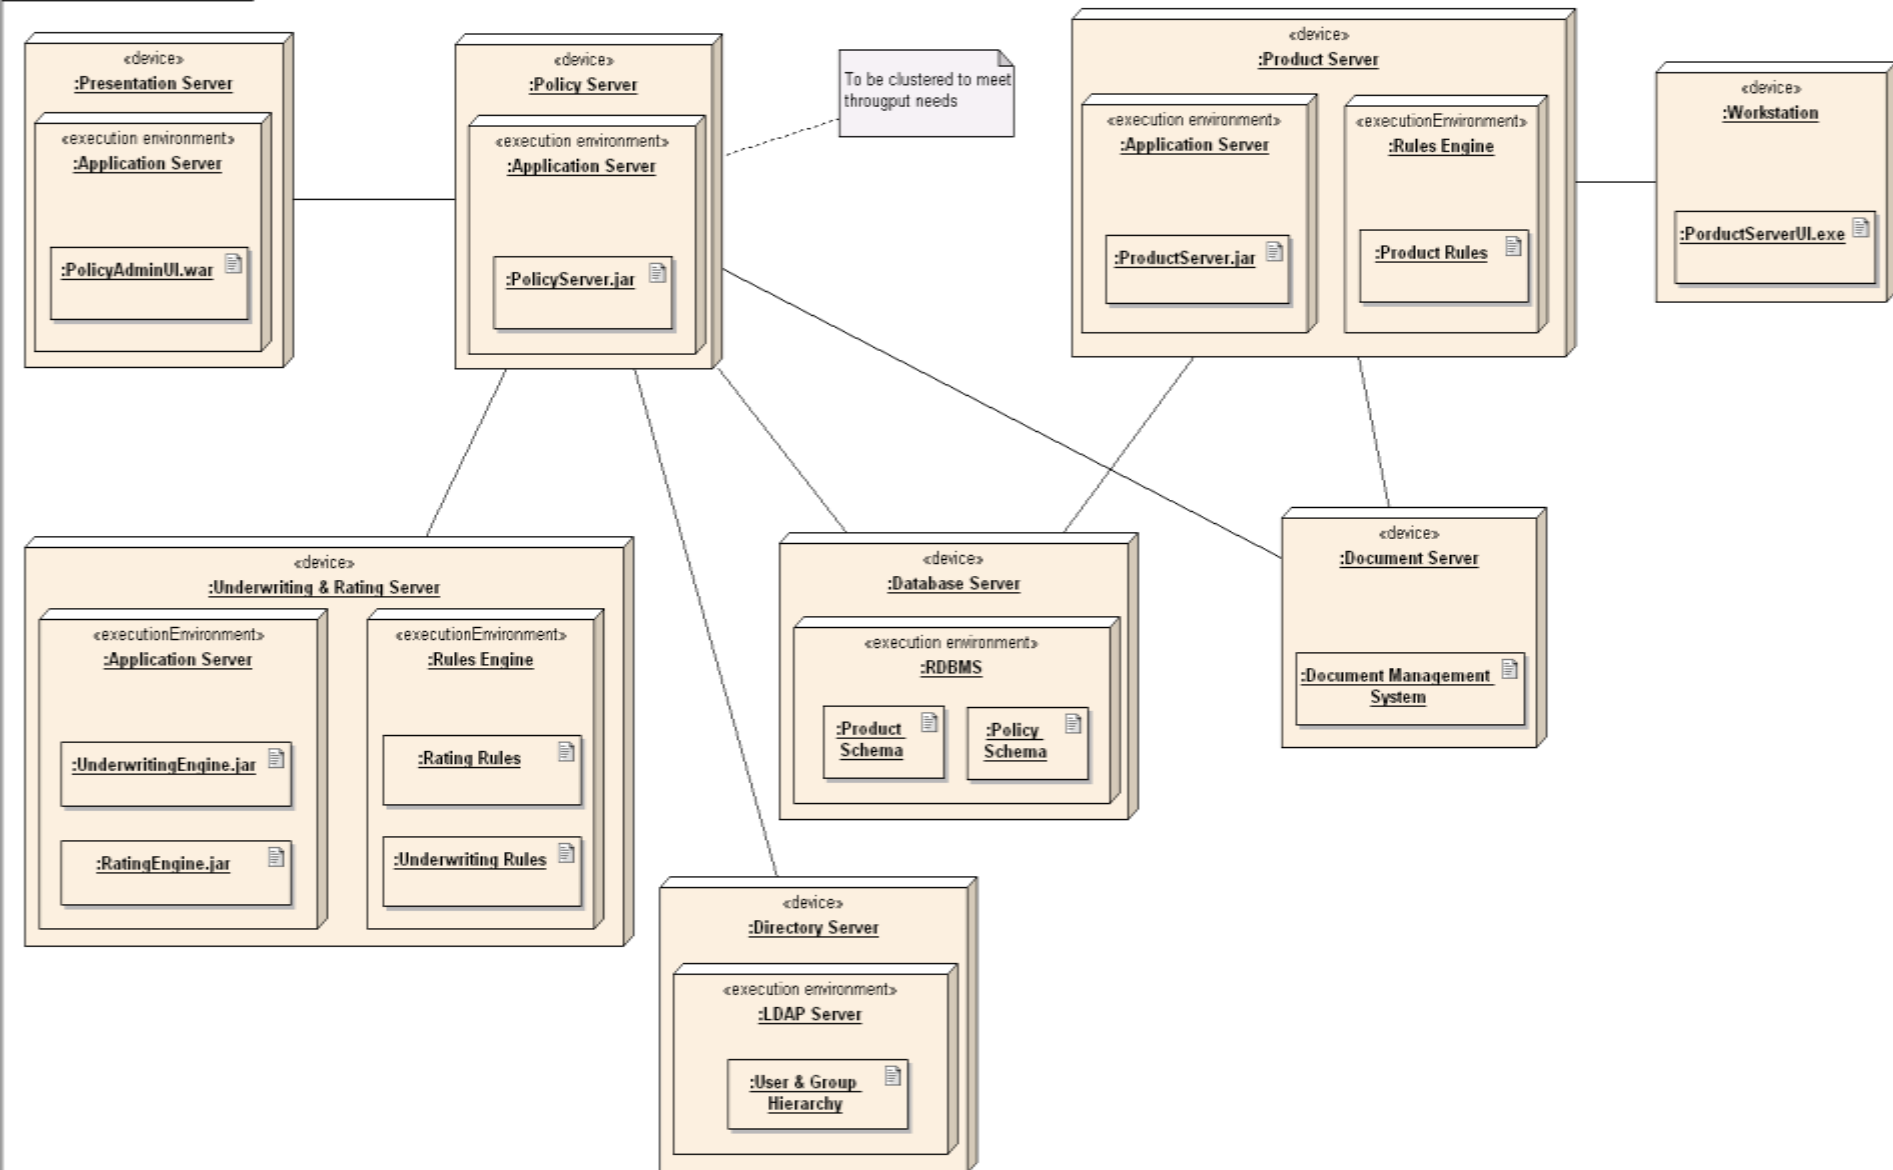 «device»
:Presentation Server
«execution environment»
:Application Server
:PolicyAdminUI.war
«device»
:Policy Server
«execution environment»
:Application Server
:PolicyServer.jar
To be clustered to meet
througput needs
«device»
:Product Server
«execution environment»
:Application Server
:ProductServer.jar
«executionEnvironment»
:Rules Engine
:Product Rules
«device»
:Workstation
:PorductServerUI.exe
«device»
:Underwriting & Rating Server
«executionEnvironment»
:Application Server
:UnderwritingEngine.jar
:RatingEngine.jar
«executionEnvironment»
:Rules Engine
:Rating Rules
:Underwriting Rules
«device»
:Database Server
«execution environment»
:RDBMS
:Product
Schema
:Policy
Schema
«device»
:Document Server
:Document Management
System
«device»
:Directory Server
«execution environment»
:LDAP Server
:User & Group
Hierarchy